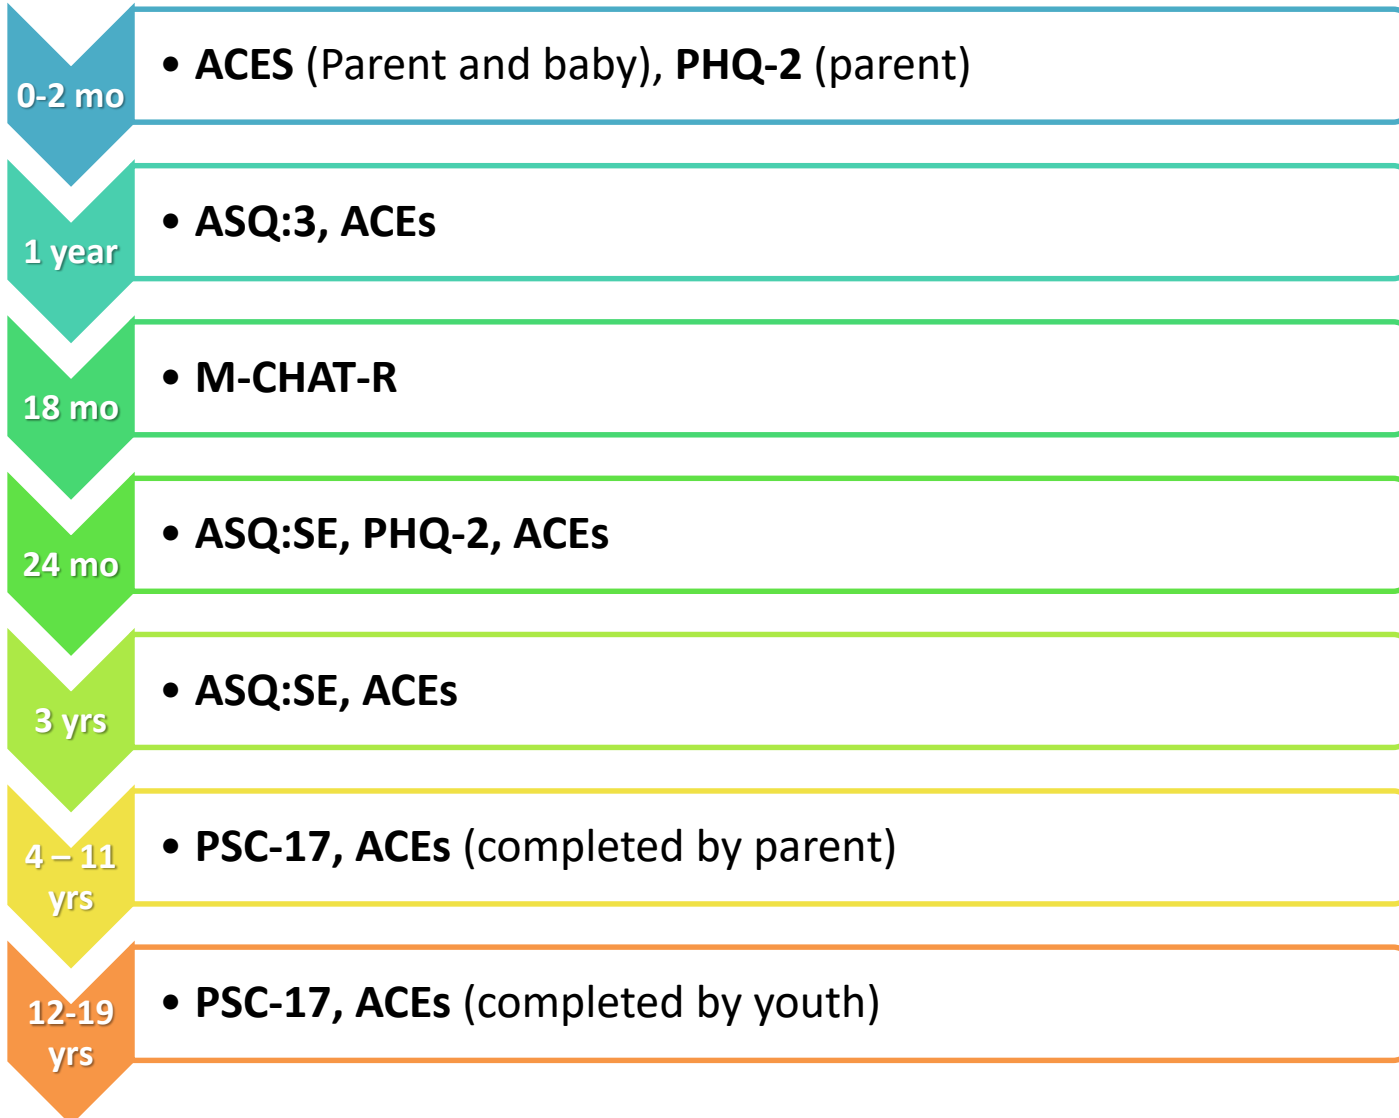 0-2 mo
• ACES (Parent and baby), PHQ-2 (parent)
1 year
• ASQ:3, ACEs
18 mo
• M-CHAT-R
24 mo
• ASQ:SE, PHQ-2, ACEs
3 yrs
• ASQ:SE, ACEs
4 – 11
yrs
• PSC-17, ACEs (completed by parent)
12-19
yrs
• PSC-17, ACEs (completed by youth)